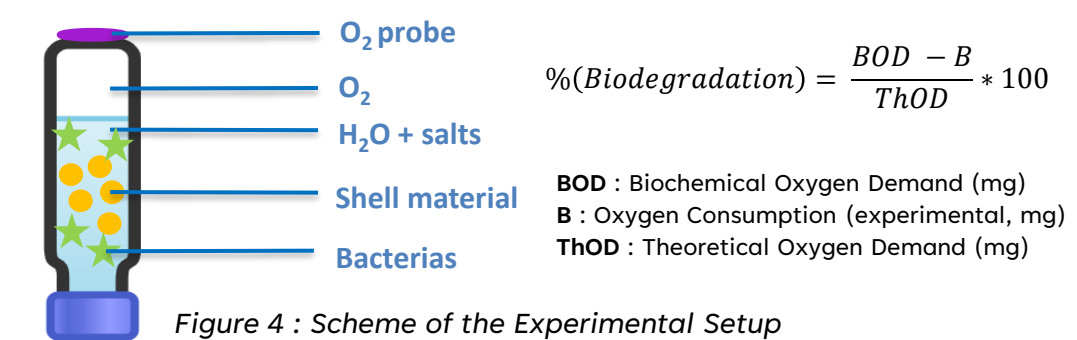 O₂ probe
O₂
H₂O + salts
Shell material
Bacterias
%(Biodegradation) = (BOD − B) / ThOD * 100
BOD : Biochemical Oxygen Demand (mg)
B : Oxygen Consumption (experimental, mg)
ThOD : Theoretical Oxygen Demand (mg)
Figure 4 : Scheme of the Experimental Setup